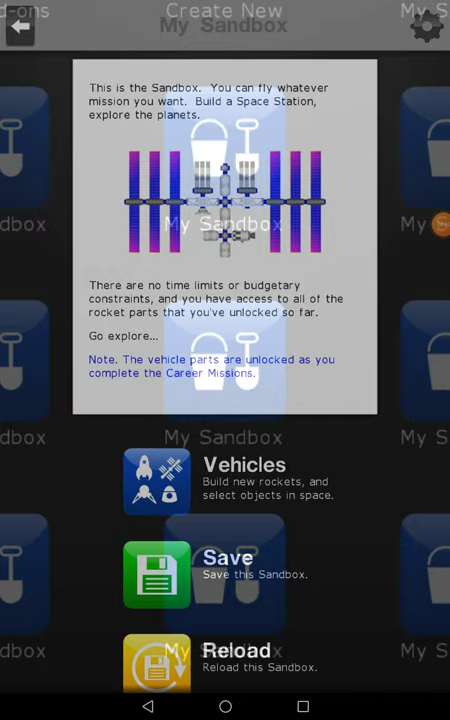 d-ons
Create New
My S
My Sandbox
This is the Sandbox. You can fly whatever
mission you want. Build a Space Station,
explore the planets.
dbox
My Sandbox
My S
There are no time limits or budgetary
constraints, and you have access to all of the
rocket parts that you've unlocked so far.
Go explore...
Note. The vehicle parts are unlocked as you
complete the Career Missions.
dbox
My Sandbox
My S
Vehicles
Build new rockets, and
select objects in space.
Save
Save this Sandbox.
dbox
My Sandbox
My S
Reload
Reload this Sandbox.